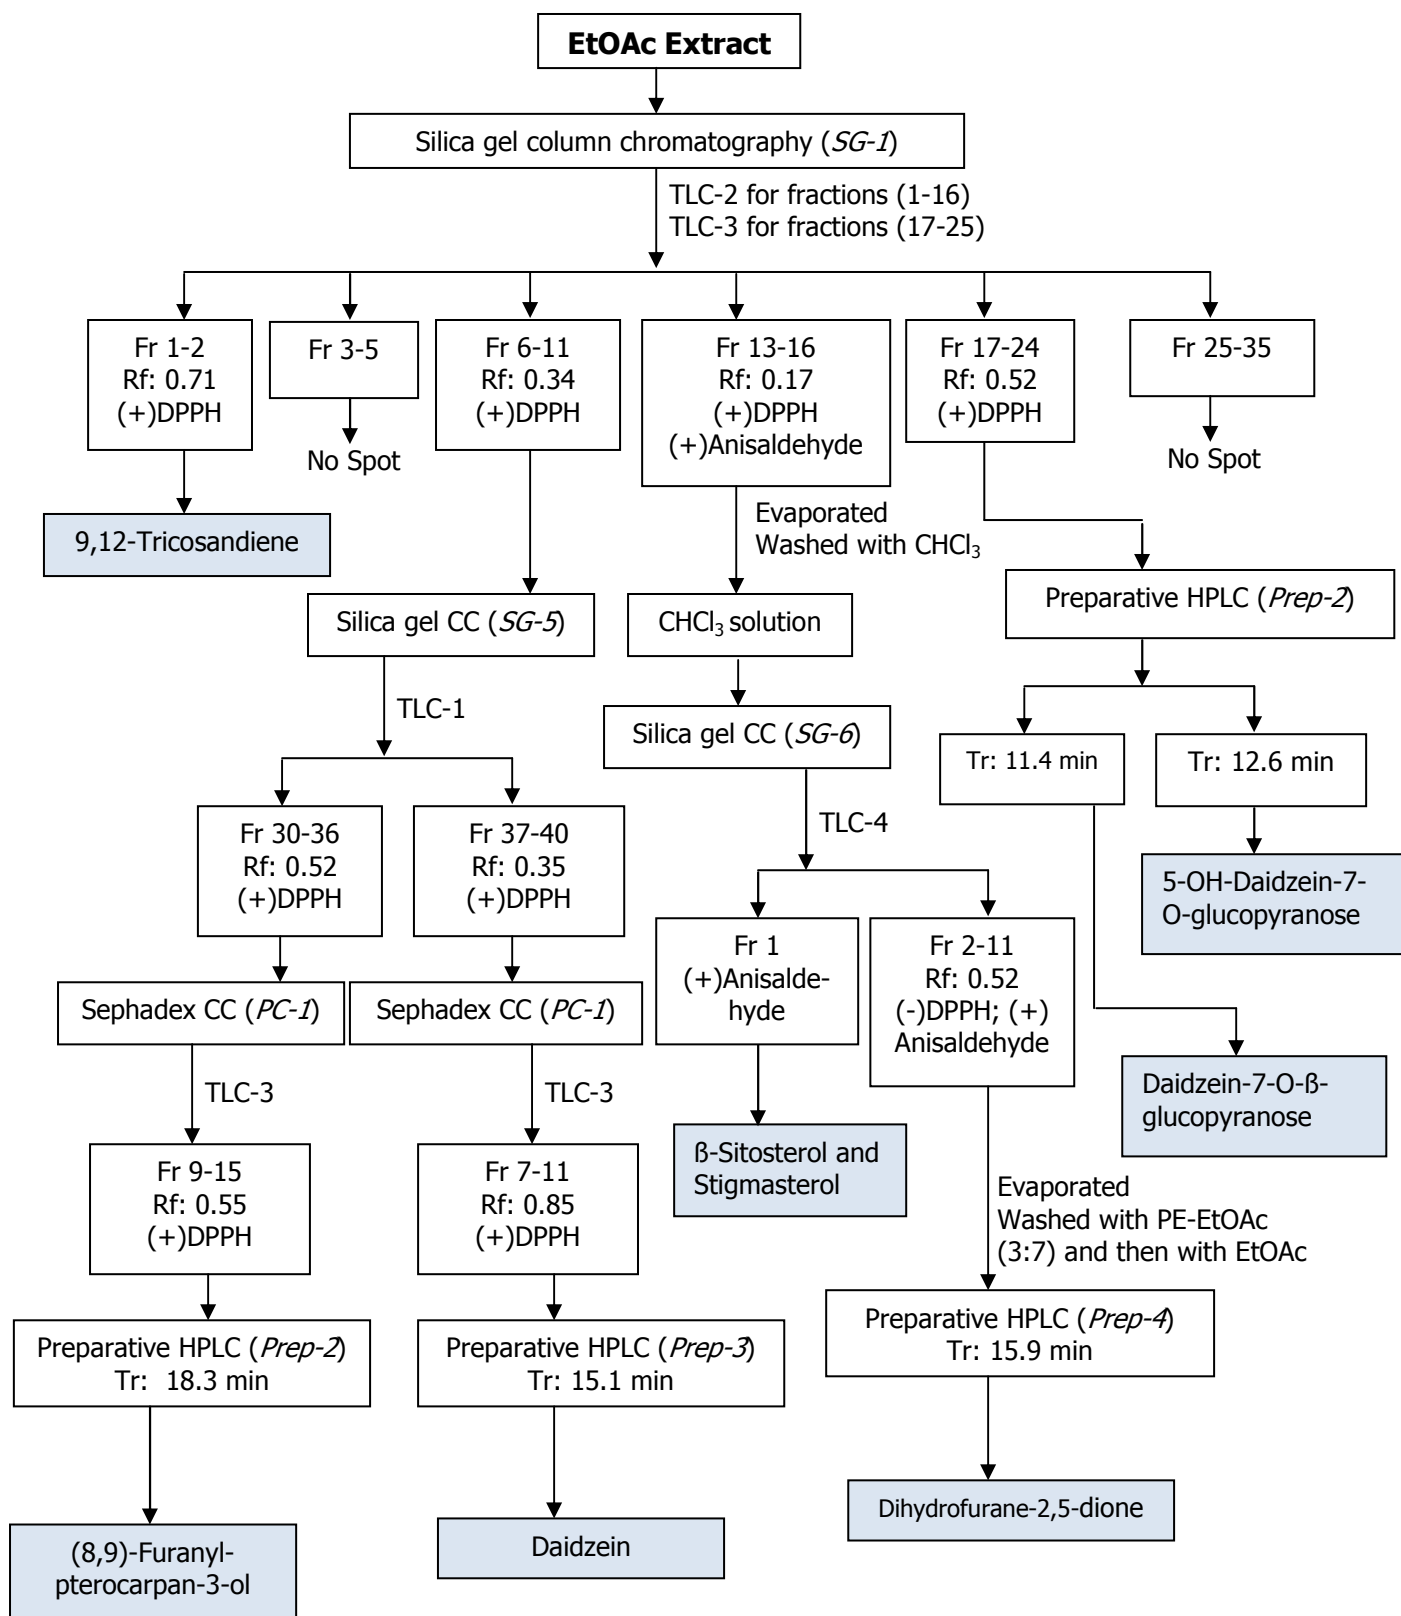 EtOAc Extract
Silica gel column chromatography (SG-1)
TLC-2 for fractions (1-16)
TLC-3 for fractions (17-25)
Fr 1-2
Rf: 0.71
(+)DPPH
Fr 3-5
Fr 6-11
Rf: 0.34
(+)DPPH
Fr 13-16
Rf: 0.17
(+)DPPH
(+)Anisaldehyde
Fr 17-24
Rf: 0.52
(+)DPPH
Fr 25-35
No Spot
No Spot
9,12-Tricosandiene
Evaporated
Washed with CHCl₃
Silica gel CC (SG-5)
CHCl₃ solution
Preparative HPLC (Prep-2)
TLC-1
Silica gel CC (SG-6)
Tr: 11.4 min
Tr: 12.6 min
Fr 30-36
Rf: 0.52
(+)DPPH
Fr 37-40
Rf: 0.35
(+)DPPH
TLC-4
5-OH-Daidzein-7-
O-glucopyranose
Fr 1
(+)Anisalde-
hyde
Fr 2-11
Rf: 0.52
(-)DPPH; (+)
Anisaldehyde
Sephadex CC (PC-1)
Sephadex CC (PC-1)
TLC-3
TLC-3
Daidzein-7-O-ß-
glucopyranose
ß-Sitosterol and
Stigmasterol
Fr 9-15
Rf: 0.55
(+)DPPH
Fr 7-11
Rf: 0.85
(+)DPPH
Evaporated
Washed with PE-EtOAc
(3:7) and then with EtOAc
Preparative HPLC (Prep-2)
Tr: 18.3 min
Preparative HPLC (Prep-3)
Tr: 15.1 min
Preparative HPLC (Prep-4)
Tr: 15.9 min
Dihydrofurane-2,5-dione
(8,9)-Furanyl-
pterocarpan-3-ol
Daidzein